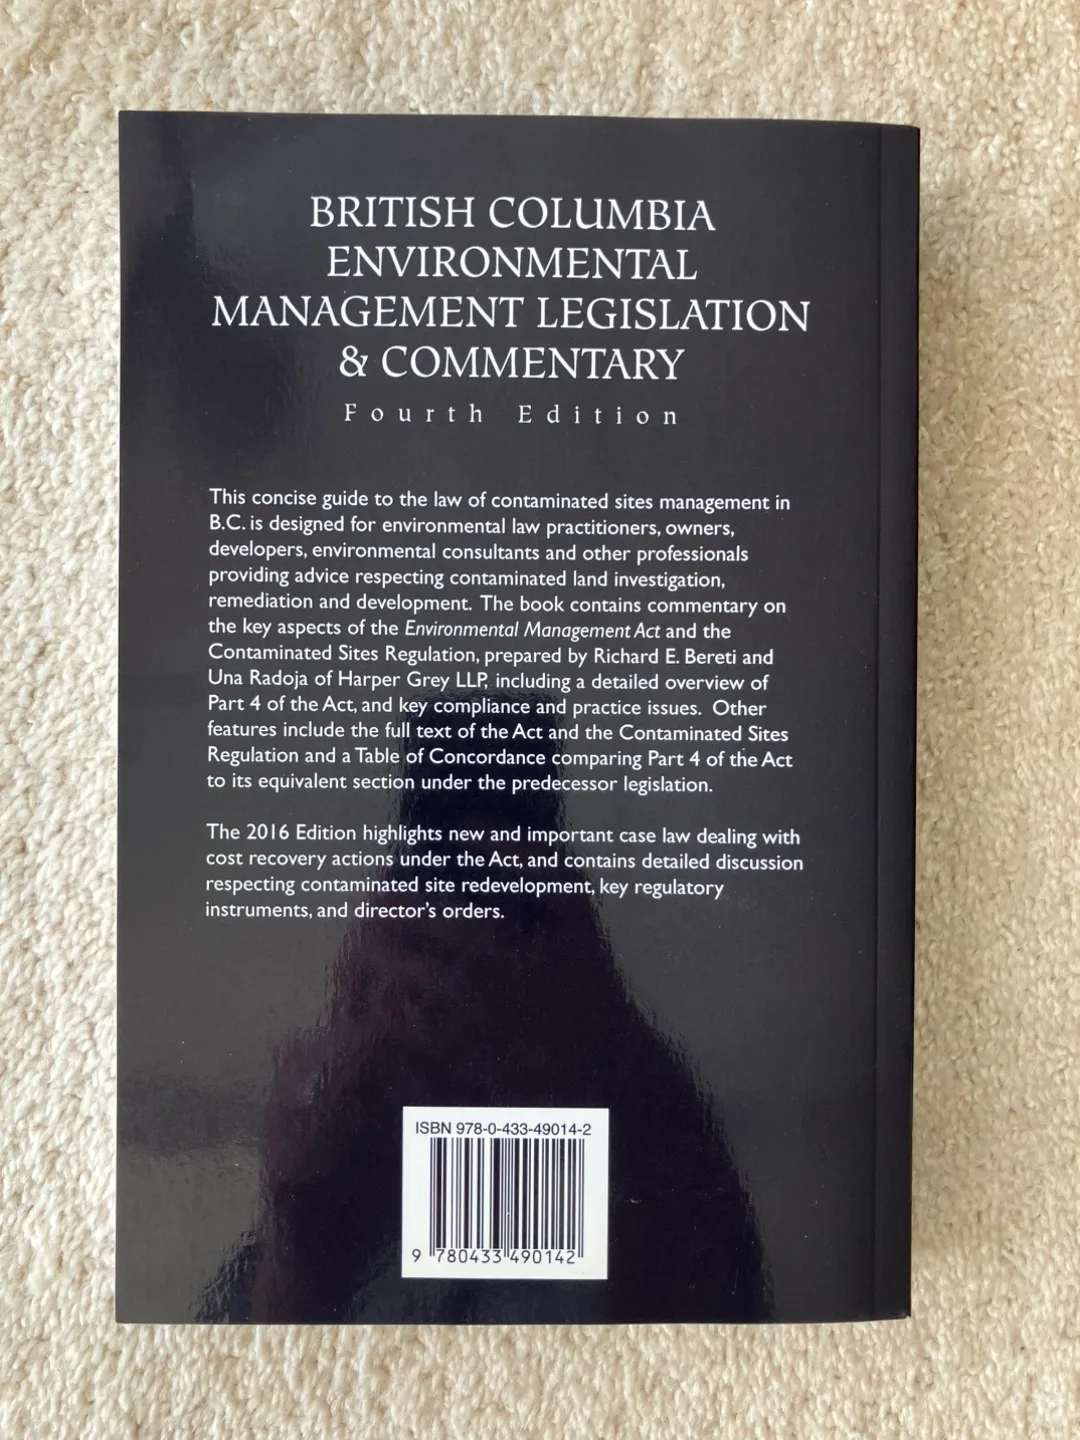 BRITISH COLUMBIA
ENVIRONMENTAL
MANAGEMENT LEGISLATION
& COMMENTARY
Fourth Edition
This concise guide to the law of contaminated sites management in
B.C. is designed for environmental law practitioners, owners,
developers, environmental consultants and other professionals
providing advice respecting contaminated land investigation,
remediation and development. The book contains commentary on
the key aspects of the Environmental Management Act and the
Contaminated Sites Regulation, prepared by Richard E. Bereti and
Una Radoja of Harper Grey LLP, including a detailed overview of
Part 4 of the Act, and key compliance and practice issues. Other
features include the full text of the Act and the Contaminated Sites
Regulation and a Table of Concordance comparing Part 4 of the Act
to its equivalent section under the predecessor legislation.
The 2016 Edition highlights new and important case law dealing with
cost recovery actions under the Act, and contains detailed discussion
respecting contaminated site redevelopment, key regulatory
instruments, and director's orders.
ISBN 978-0-433-49014-2
9 780433 490142